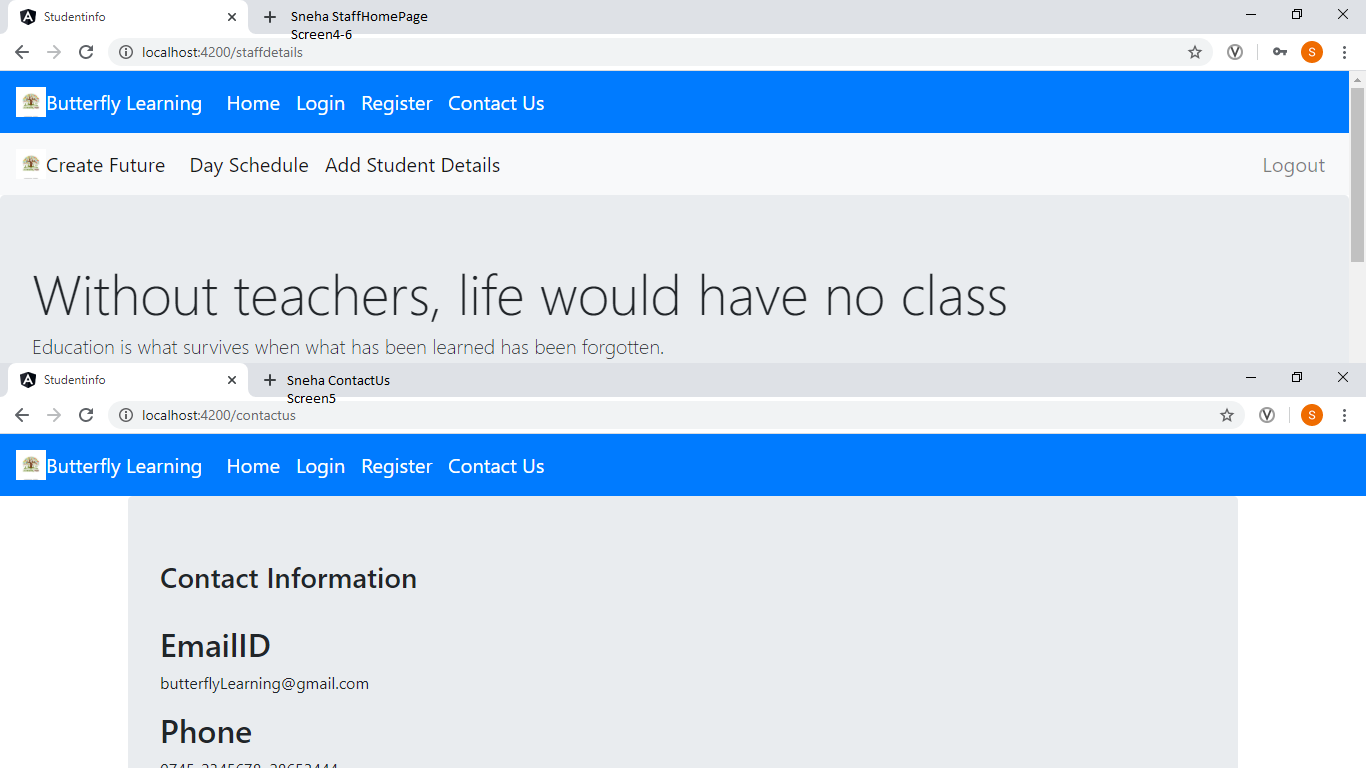 Studentinfo
Sneha StaffHomePage
Screen4-6
localhost:4200/staffdetails
S
Butterfly Learning Home Login Register Contact Us
Create Future Day Schedule Add Student Details Logout
Without teachers, life would have no class
Education is what survives when what has been learned has been forgotten.
Studentinfo
Sneha ContactUs
Screen5
localhost:4200/contactus
S
Butterfly Learning Home Login Register Contact Us
Contact Information
EmailID
butterflyLearning@gmail.com
Phone